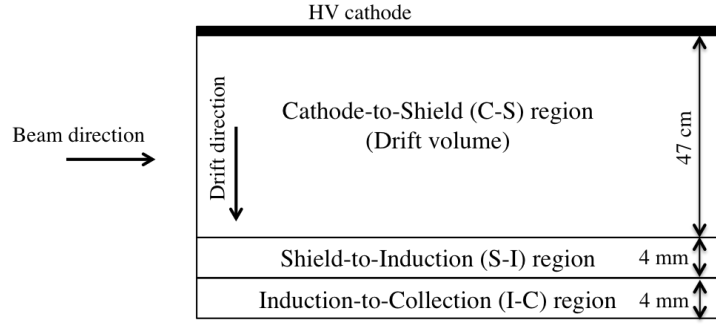 HV cathode
Cathode-to-Shield (C-S) region
(Drift volume)
Beam direction
Drift direction
47 cm
Shield-to-Induction (S-I) region
4 mm
Induction-to-Collection (I-C) region
4 mm